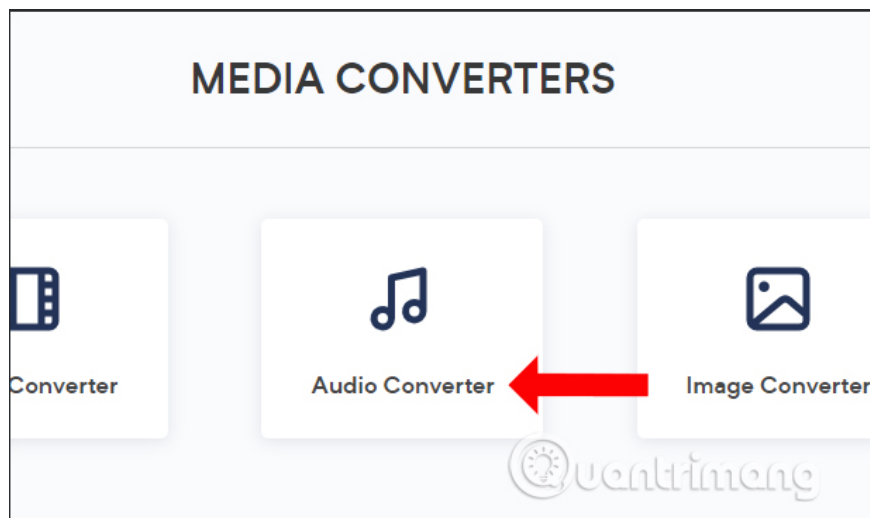 MEDIA CONVERTERS
Converter
Audio Converter
Image Converter
Quantrimang